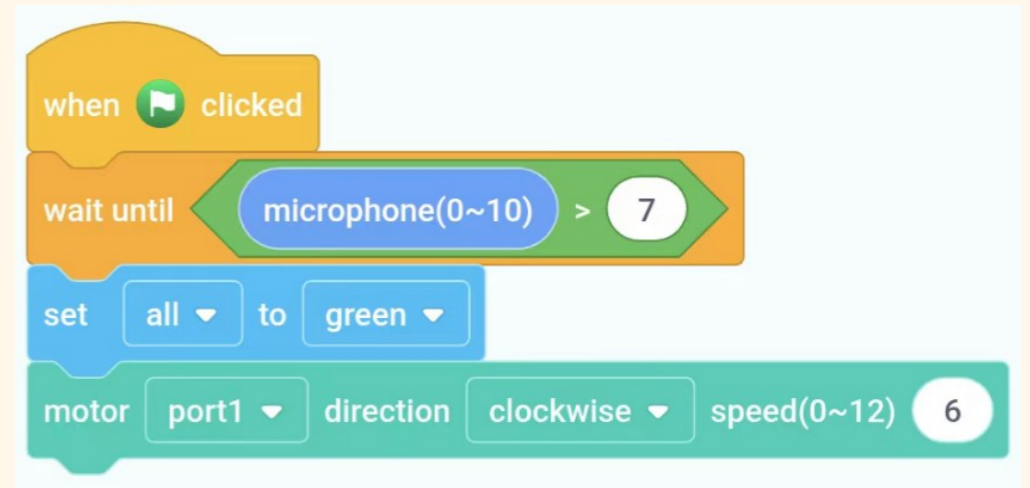 when clicked
wait until microphone(0~10) > 7
set all to green
motor port1 direction clockwise speed(0~12) 6